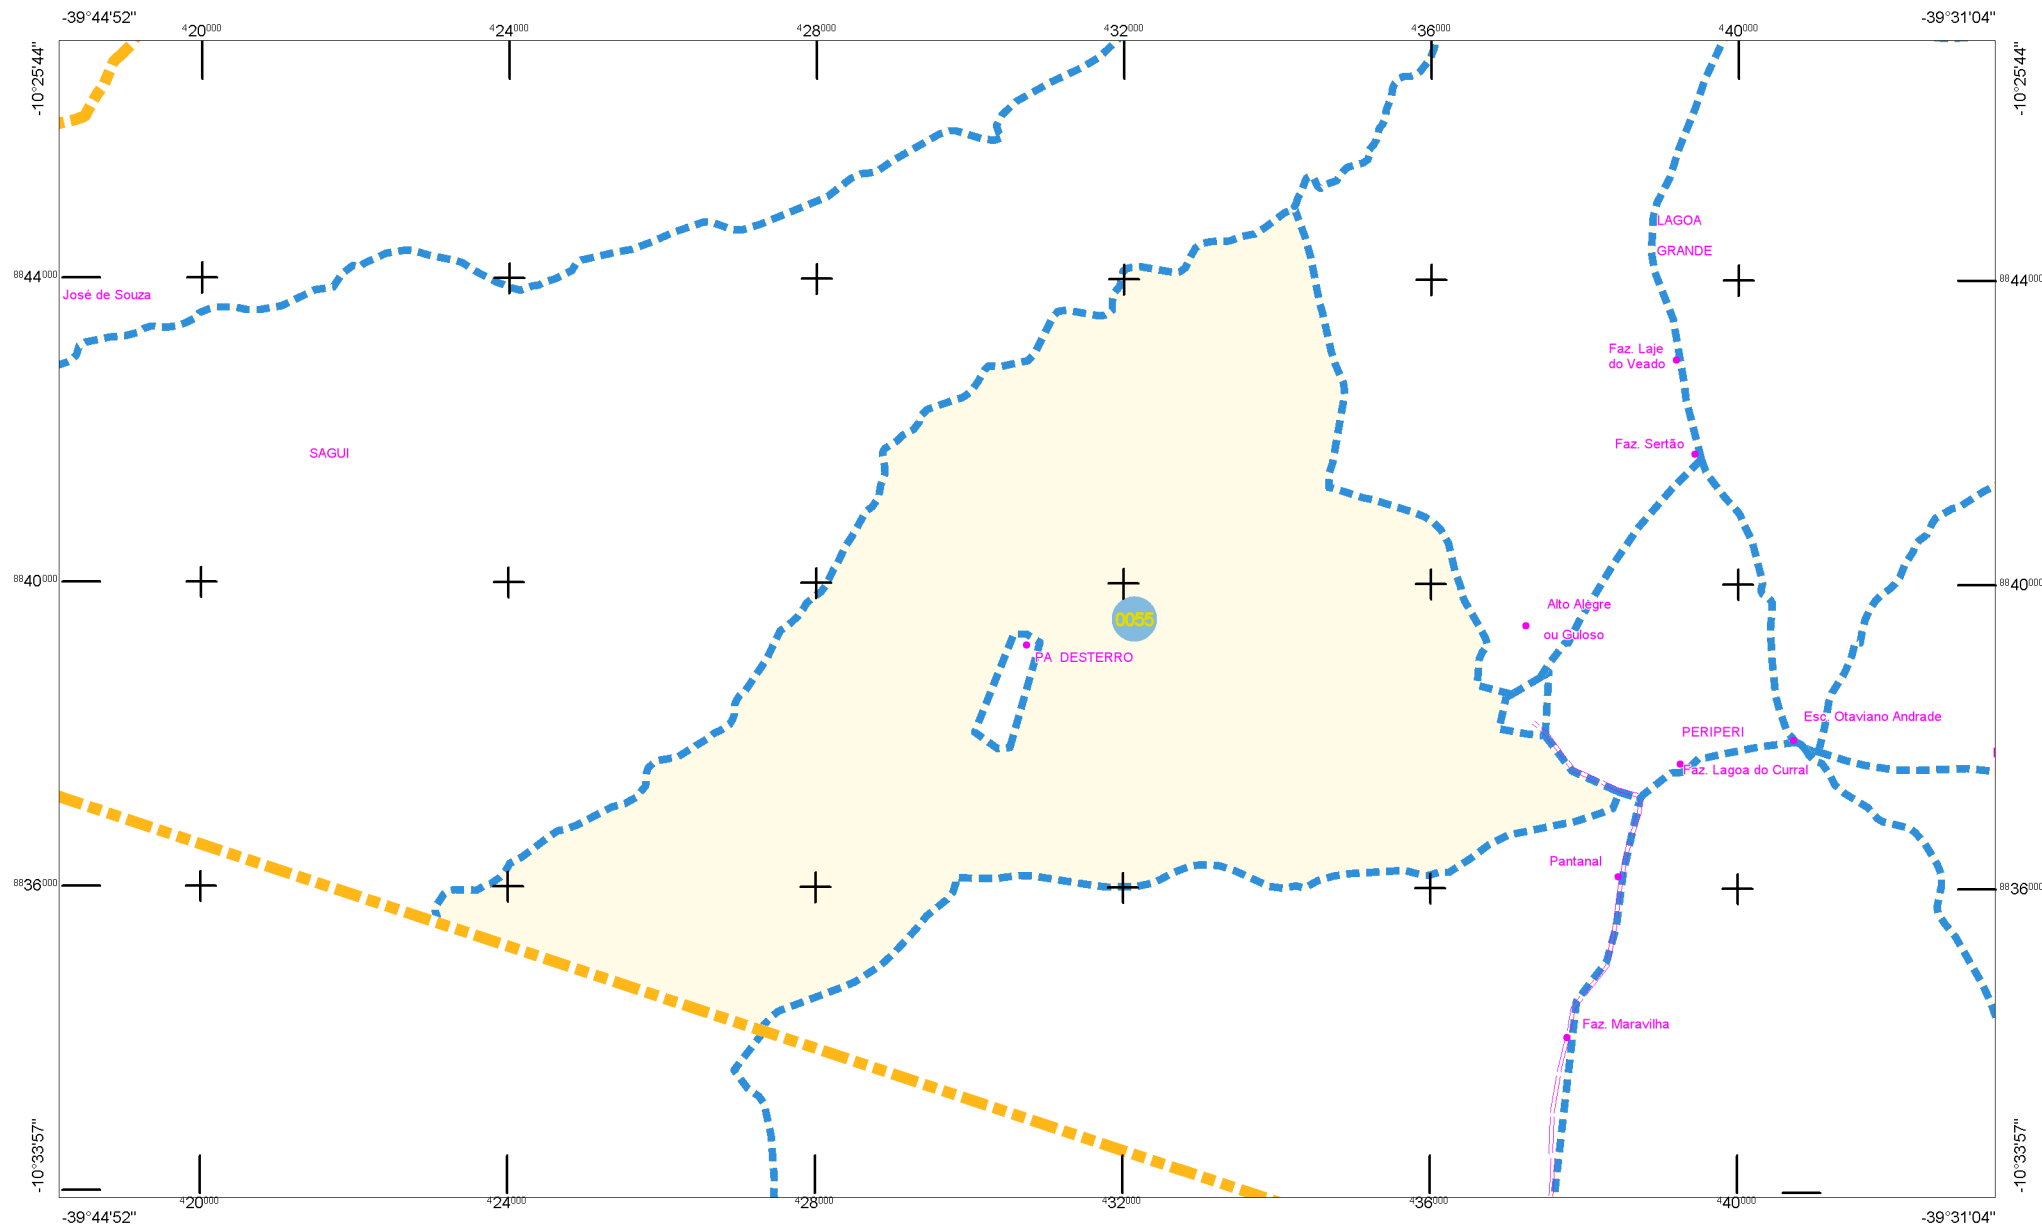 -39°44'52"
-39°31'04"
420000
424000
428000
432000
436000
440000
-10°25'44"
-10°25'44"
LAGOA
GRANDE
8844000
8844000
José de Souza
Faz. Laje
do Veado
Faz. Sertão
SAGUI
8840000
8840000
Alto Alegre
ou Guloso
0055
PA DESTERRO
Esc. Otaviano Andrade
PERIPERI
Faz. Lagoa do Curral
Pantanal
8836000
8836000
Faz. Maravilha
-10°33'57"
-10°33'57"
420000
424000
428000
432000
436000
440000
-39°44'52"
-39°31'04"